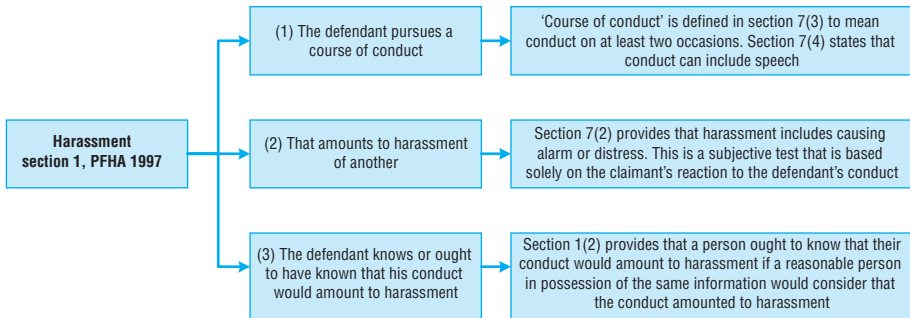 (1) The defendant pursues
a course of conduct
‘Course of conduct’ is defined in section 7(3) to mean
conduct on at least two occasions. Section 7(4) states that
conduct can include speech
Harassment
section 1, PFHA 1997
(2) That amounts to harassment
of another
Section 7(2) provides that harassment includes causing
alarm or distress. This is a subjective test that is based
solely on the claimant’s reaction to the defendant’s conduct
(3) The defendant knows or ought
to have known that his conduct
would amount to harassment
Section 1(2) provides that a person ought to know that their
conduct would amount to harassment if a reasonable person
in possession of the same information would consider that
the conduct amounted to harassment